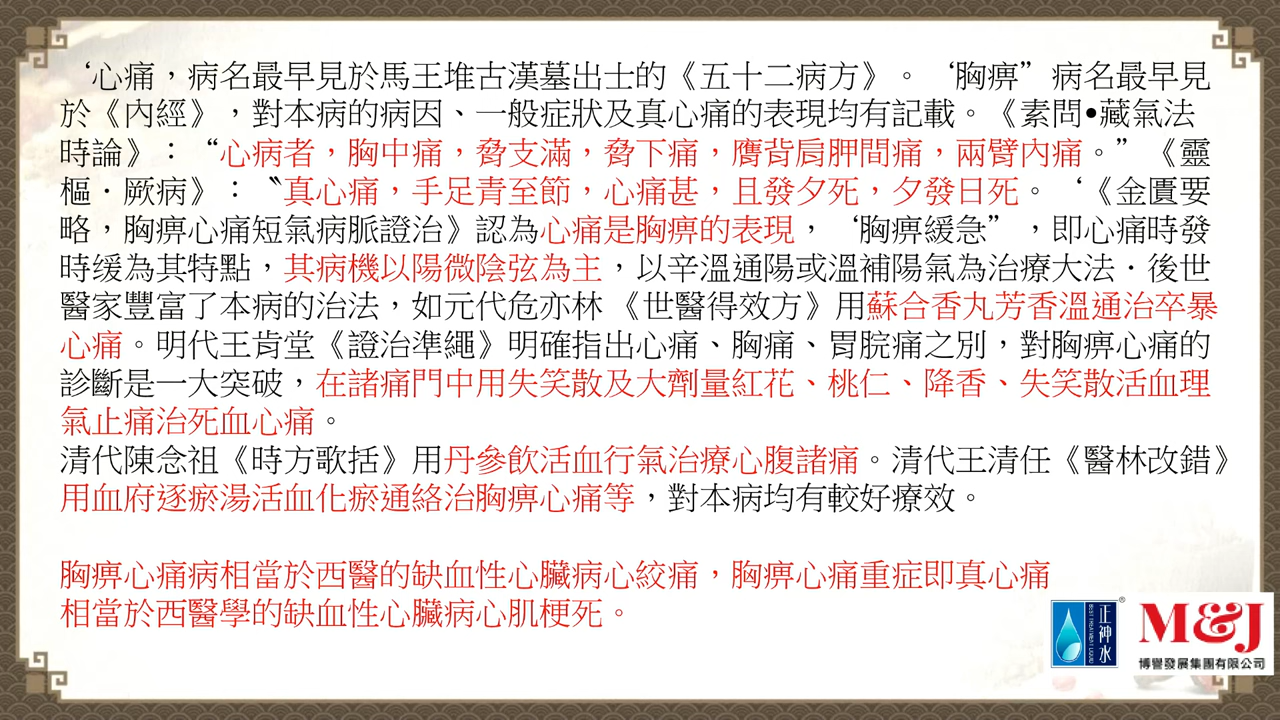 ‘心痛，病名最早見於馬王堆古漢墓出士的《五十二病方》。‘胸痹”病名最早見
於《內經》，對本病的病因、一般症狀及真心痛的表現均有記載。《素問•藏氣法
時論》：“心病者，胸中痛，脅支滿，脅下痛，膺背肩胛間痛，兩臂內痛。”《靈
樞．厥病》：〝真心痛，手足青至節，心痛甚，且發夕死，夕發日死。‘《金匱要
略，胸痹心痛短氣病脈證治》認為心痛是胸痹的表現，‘胸痹緩急”，即心痛時發
時缓為其特點，其病機以陽微陰弦為主，以辛溫通陽或溫補陽氣為治療大法．後世
醫家豐富了本病的治法，如元代危亦林《世醫得效方》用蘇合香丸芳香溫通治卒暴
心痛。明代王肯堂《證治準繩》明確指出心痛、胸痛、胃脘痛之別，對胸痹心痛的
診斷是一大突破，在諸痛門中用失笑散及大劑量紅花、桃仁、降香、失笑散活血理
氣止痛治死血心痛。
清代陳念祖《時方歌括》用丹參飲活血行氣治療心腹諸痛。清代王清任《醫林改錯》
用血府逐瘀湯活血化瘀通絡治胸痹心痛等，對本病均有較好療效。
胸痹心痛病相當於西醫的缺血性心臟病心絞痛，胸痹心痛重症即真心痛
相當於西醫學的缺血性心臟病心肌梗死。
正神水
BESTTREATMENT LIQUID
®
M&J
博譽發展集團有限公司